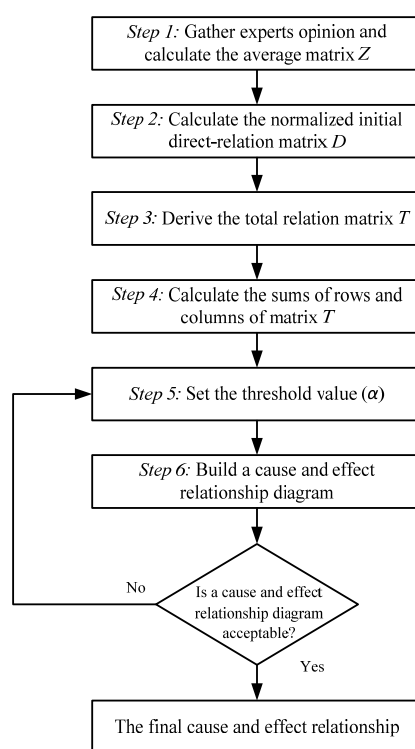 Step 1: Gather experts opinion and
calculate the average matrix Z
Step 2: Calculate the normalized initial
direct-relation matrix D
Step 3: Derive the total relation matrix T
Step 4: Calculate the sums of rows and
columns of matrix T
Step 5: Set the threshold value (α)
Step 6: Build a cause and effect
relationship diagram
No
Is a cause and effect
relationship diagram
acceptable?
Yes
The final cause and effect relationship